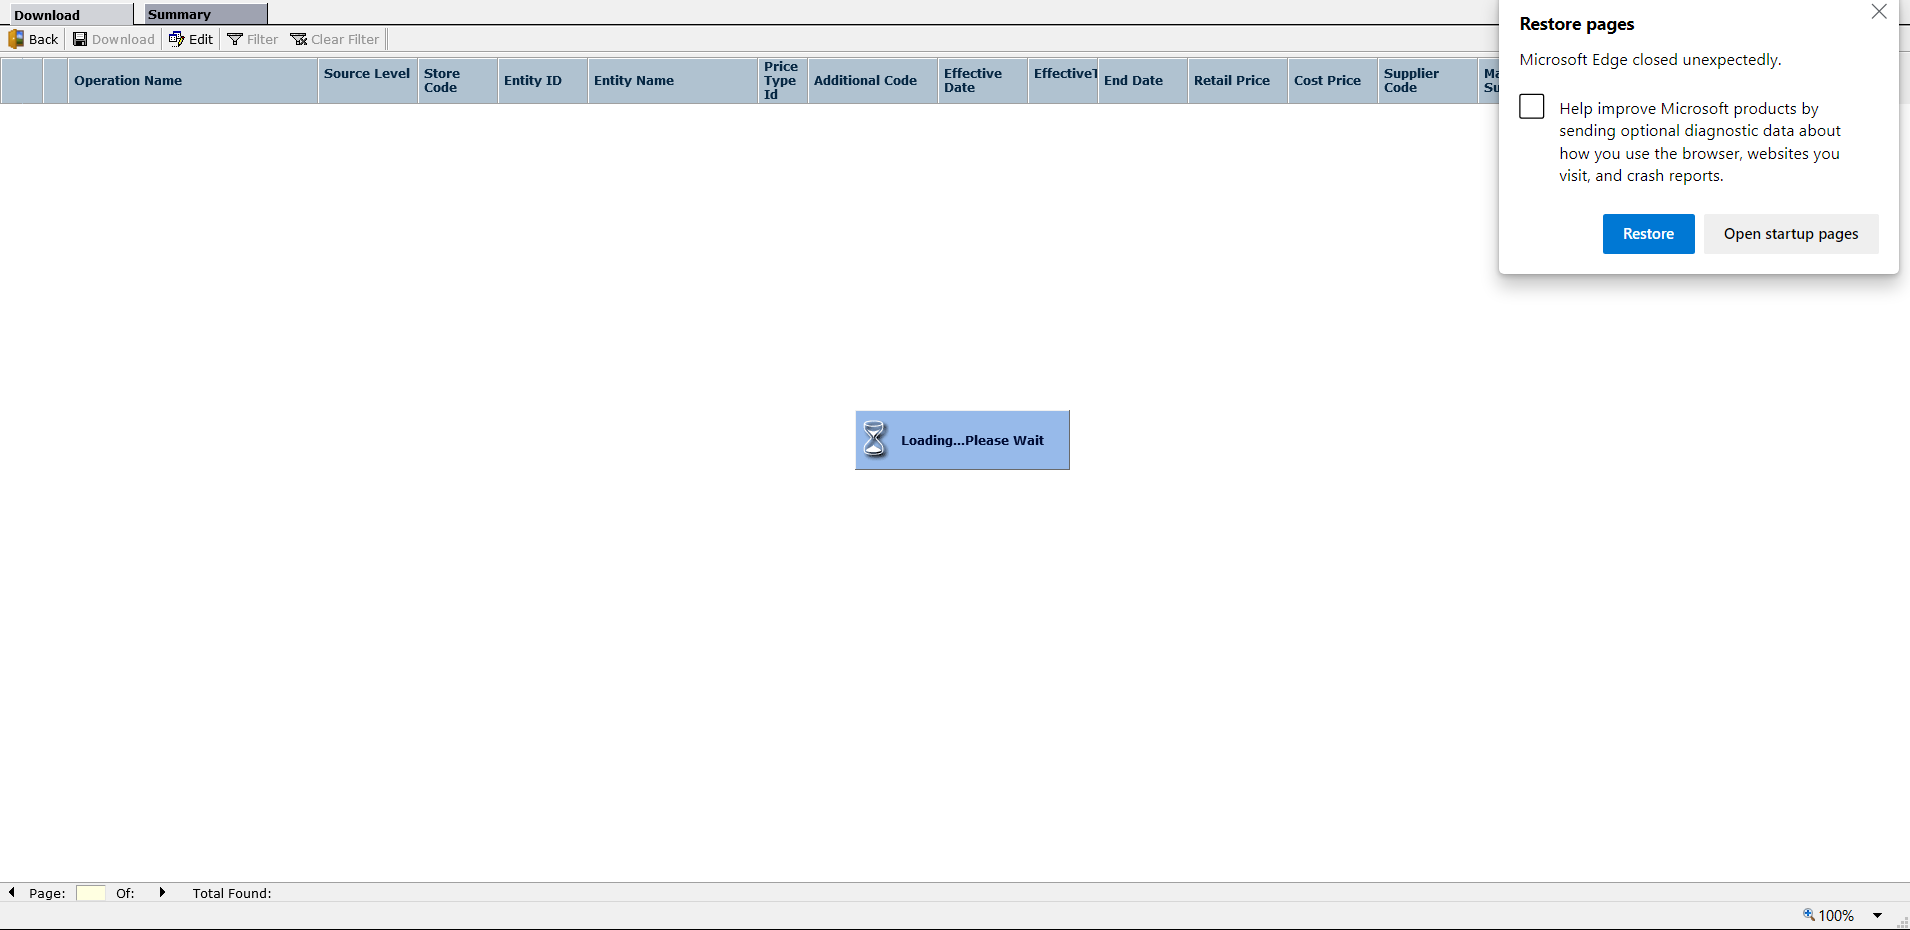 Download
Summary
Back
Download
Edit
Filter
Clear Filter
Operation Name
Source Level
Store
Code
Entity ID
Entity Name
Price
Type
Id
Additional Code
Effective
Date
Effective
End Date
Retail Price
Cost Price
Supplier
Code
Ma
Su
Restore pages
Microsoft Edge closed unexpectedly.
Help improve Microsoft products by
sending optional diagnostic data about
how you use the browser, websites you
visit, and crash reports.
Restore
Open startup pages
Loading...Please Wait
Page:
Of:
Total Found:
100%